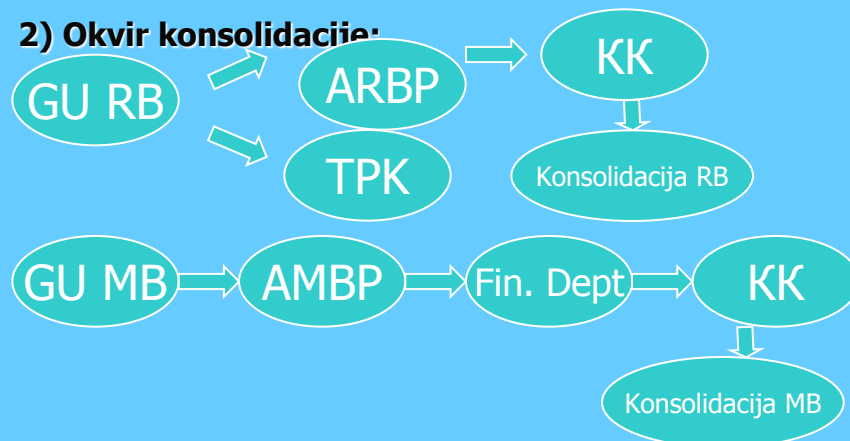 2) Okvir konsolidacije:
GU RB
ARBP
КК
TPK
Konsolidacija RB
GU MB
AMBP
Fin. Dept
КК
Konsolidacija MB